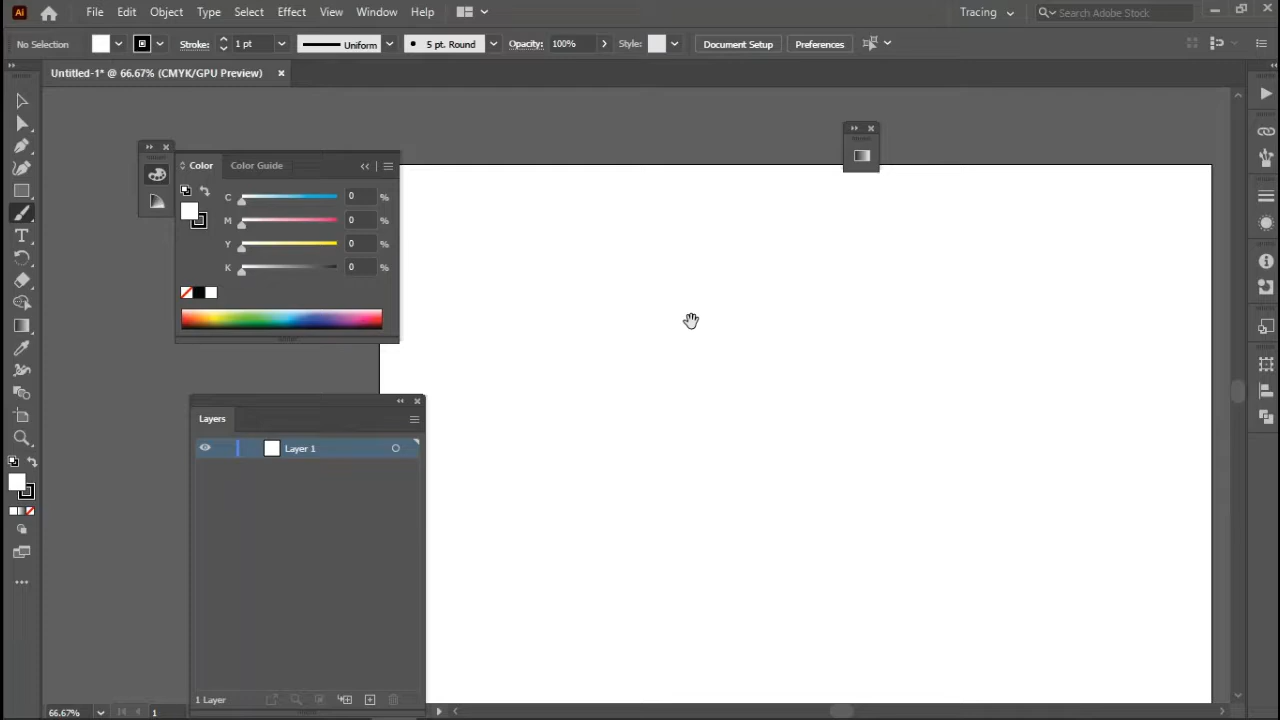 Ai File Edit Object Type Select Effect View Window Help Tracing Search Adobe Stock
No Selection Stroke: 1 pt Uniform 5 pt. Round Opacity: 100% Style: Document Setup Preferences
Untitled-1* @ 66.67% (CMYK/GPU Preview)
Color Color Guide
C 0 %
M 0 %
Y 0 %
K 0 %
Layers
Layer 1
1 Layer
66.67% 1